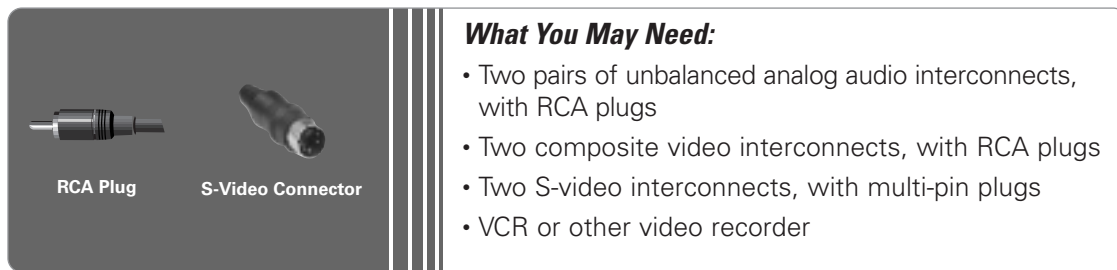 RCA Plug
S-Video Connector
What You May Need:
• Two pairs of unbalanced analog audio interconnects,
with RCA plugs
• Two composite video interconnects, with RCA plugs
• Two S-video interconnects, with multi-pin plugs
• VCR or other video recorder